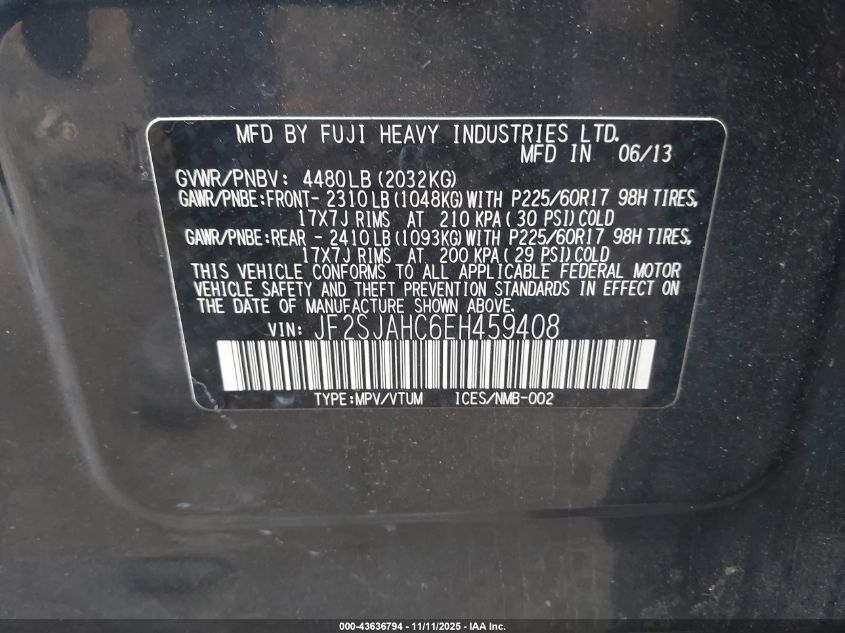 MFD BY FUJI HEAVY INDUSTRIES LTD.
MFD IN 06/13
GVWR/PNBV: 4480LB(2032KG)
GAWR/PNBE:FRONT- 2310LB(1048KG)WITH P225/60R17 98H TIRES,
17X7J RIMS AT 210 KPA( 30 PSI)COLD
GAWR/PNBE:REAR - 2410LB(1093KG)WITH P225/60R17 98H TIRES,
17X7J RIMS AT 200 KPA( 29 PSI)COLD
THIS VEHICLE CONFORMS TO ALL APPLICABLE FEDERAL MOTOR
VEHICLE SAFETY AND THEFT PREVENTION STANDARDS IN EFFECT ON
THE DATE OF MANUFACTURE SHOWN ABOVE.
VIN: JF2SJAHC6EH459408
TYPE:MPV/VTUM ICES/NMB-002
000-43636794 - 11/11/2025 - IAA Inc.